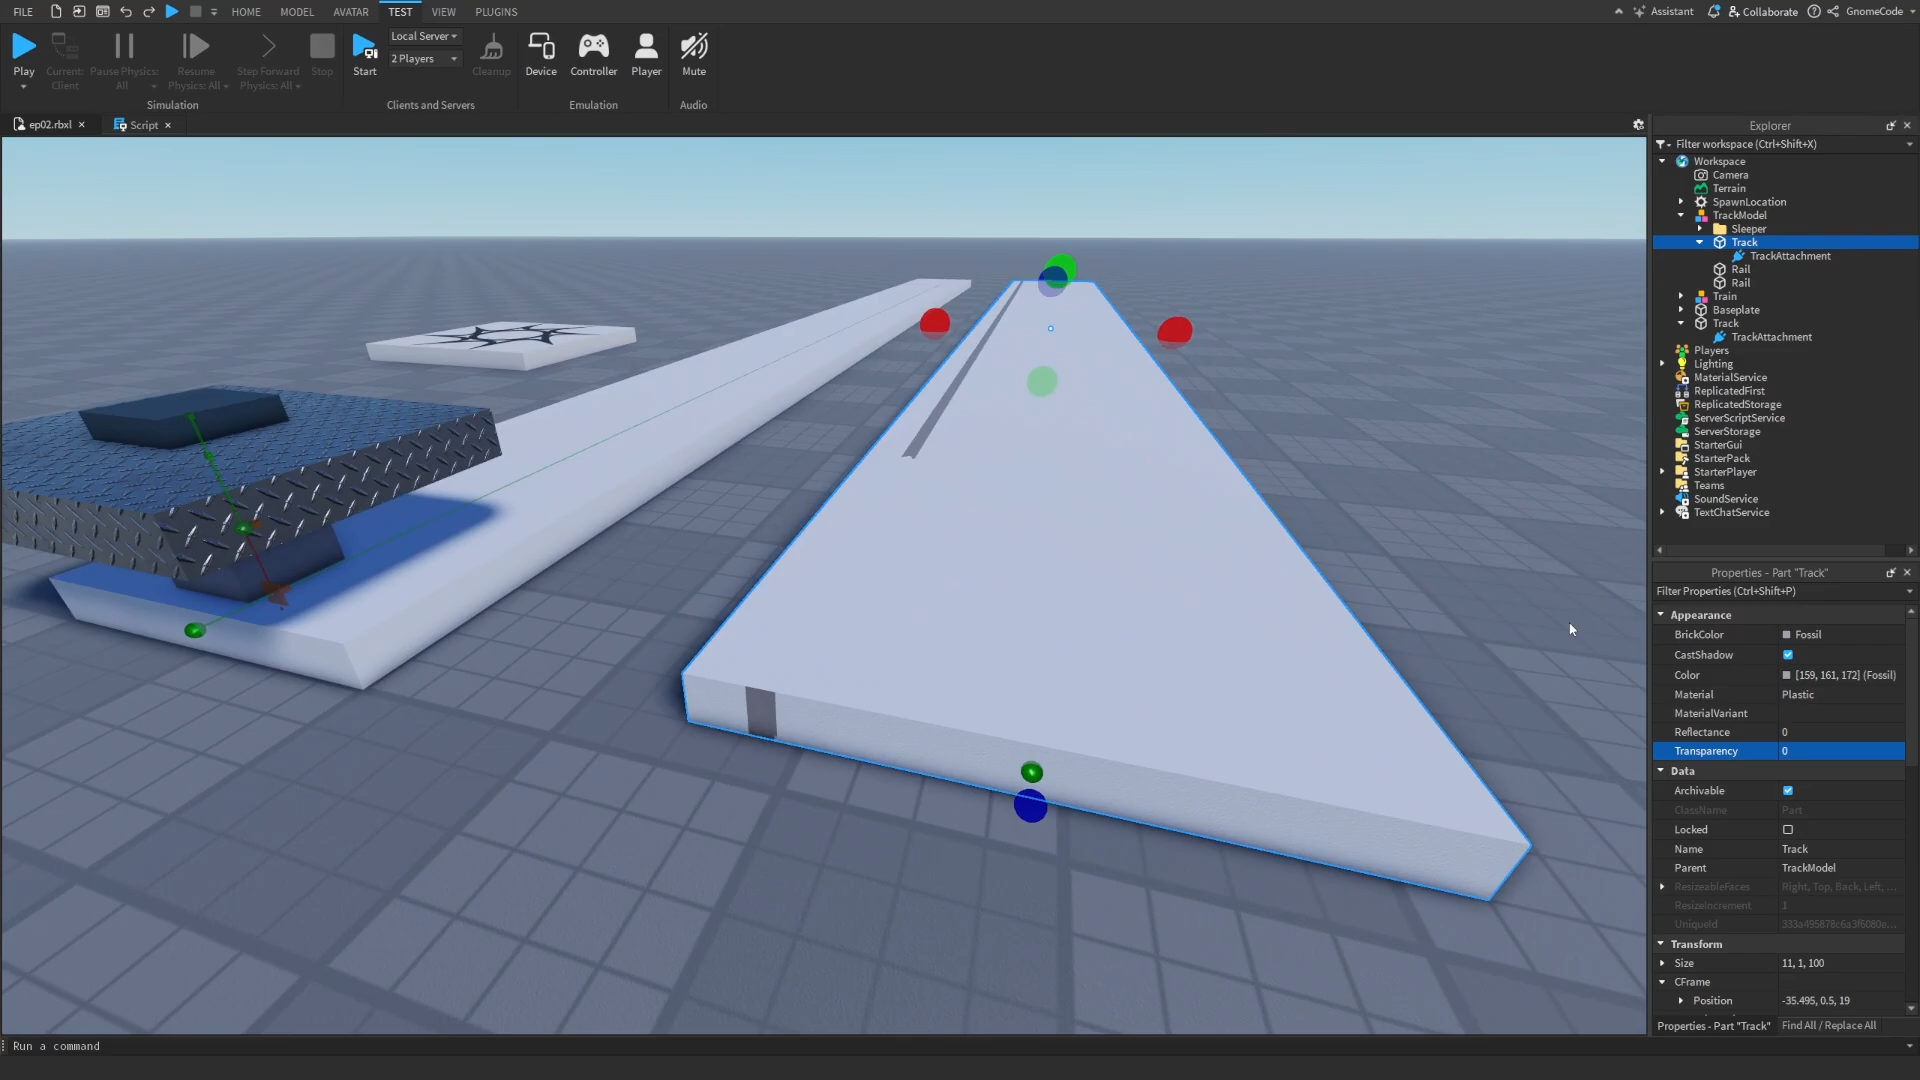 FILE HOME MODEL AVATAR TEST VIEW PLUGINS Assistant Collaborate GnomeCode
Play
Current:
Client
Pause Physics:
All
Resume
Physics: All
Step Forward
Physics: All
Stop
Simulation
Start
Local Server
2 Players
Cleanup
Clients and Servers
Device
Controller
Player
Emulation
Mute
Audio
ep02.rbxl × Script ×
Explorer
Filter workspace (Ctrl+Shift+X)
Workspace
Camera
Terrain
SpawnLocation
TrackModel
Sleeper
Track
TrackAttachment
Rail
Rail
Train
Baseplate
Track
TrackAttachment
Players
Lighting
MaterialService
ReplicatedFirst
ReplicatedStorage
ServerScriptService
ServerStorage
StarterGui
StarterPack
StarterPlayer
Teams
SoundService
TextChatService
Properties - Part "Track"
Filter Properties (Ctrl+Shift+P)
Appearance
BrickColor Fossil
CastShadow
Color [159, 161, 172] (Fossil)
Material Plastic
MaterialVariant
Reflectance 0
Transparency 0
Data
Archivable
ClassName Part
Locked
Name Track
Parent TrackModel
ResizeableFaces Right, Top, Back, Left, ...
ResizeIncrement 1
UniqueId 333a495878c6a3f6080e...
Transform
Size 11, 1, 100
CFrame
Position -35.495, 0.5, 19
Properties - Part "Track" Find All / Replace All
Run a command